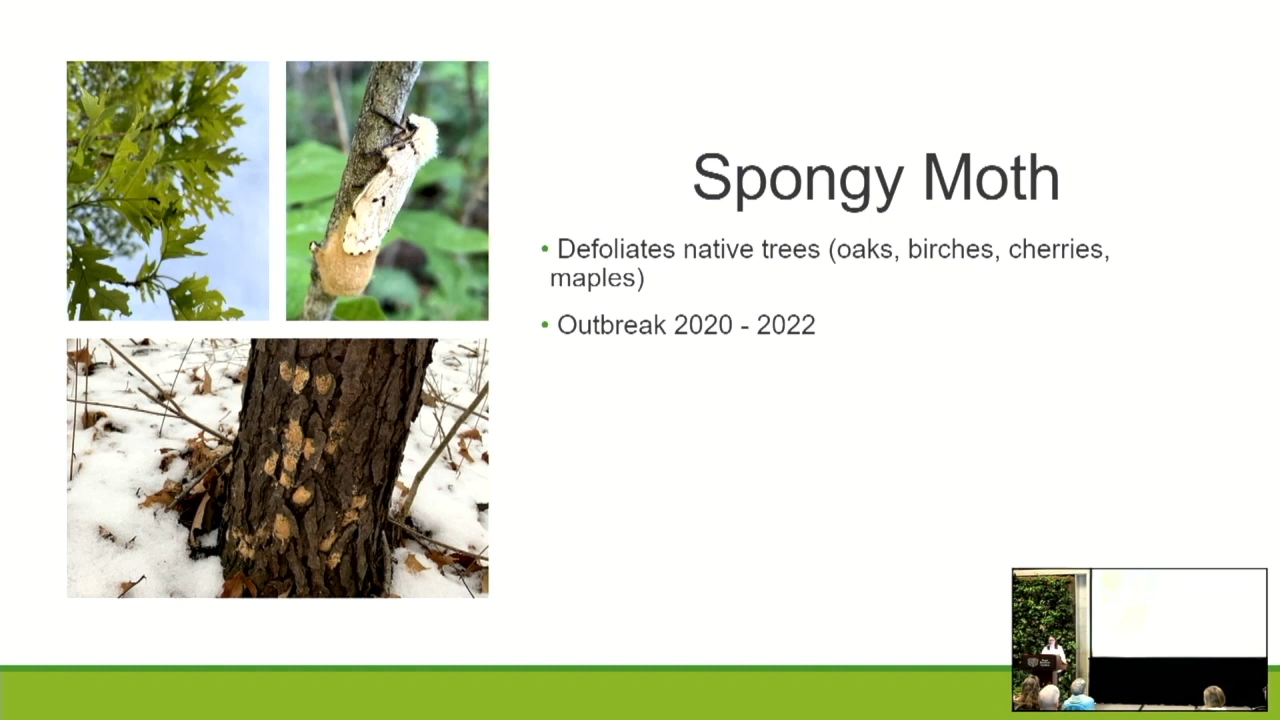 Spongy Moth
• Defoliates native trees (oaks, birches, cherries,
maples)
• Outbreak 2020 - 2022